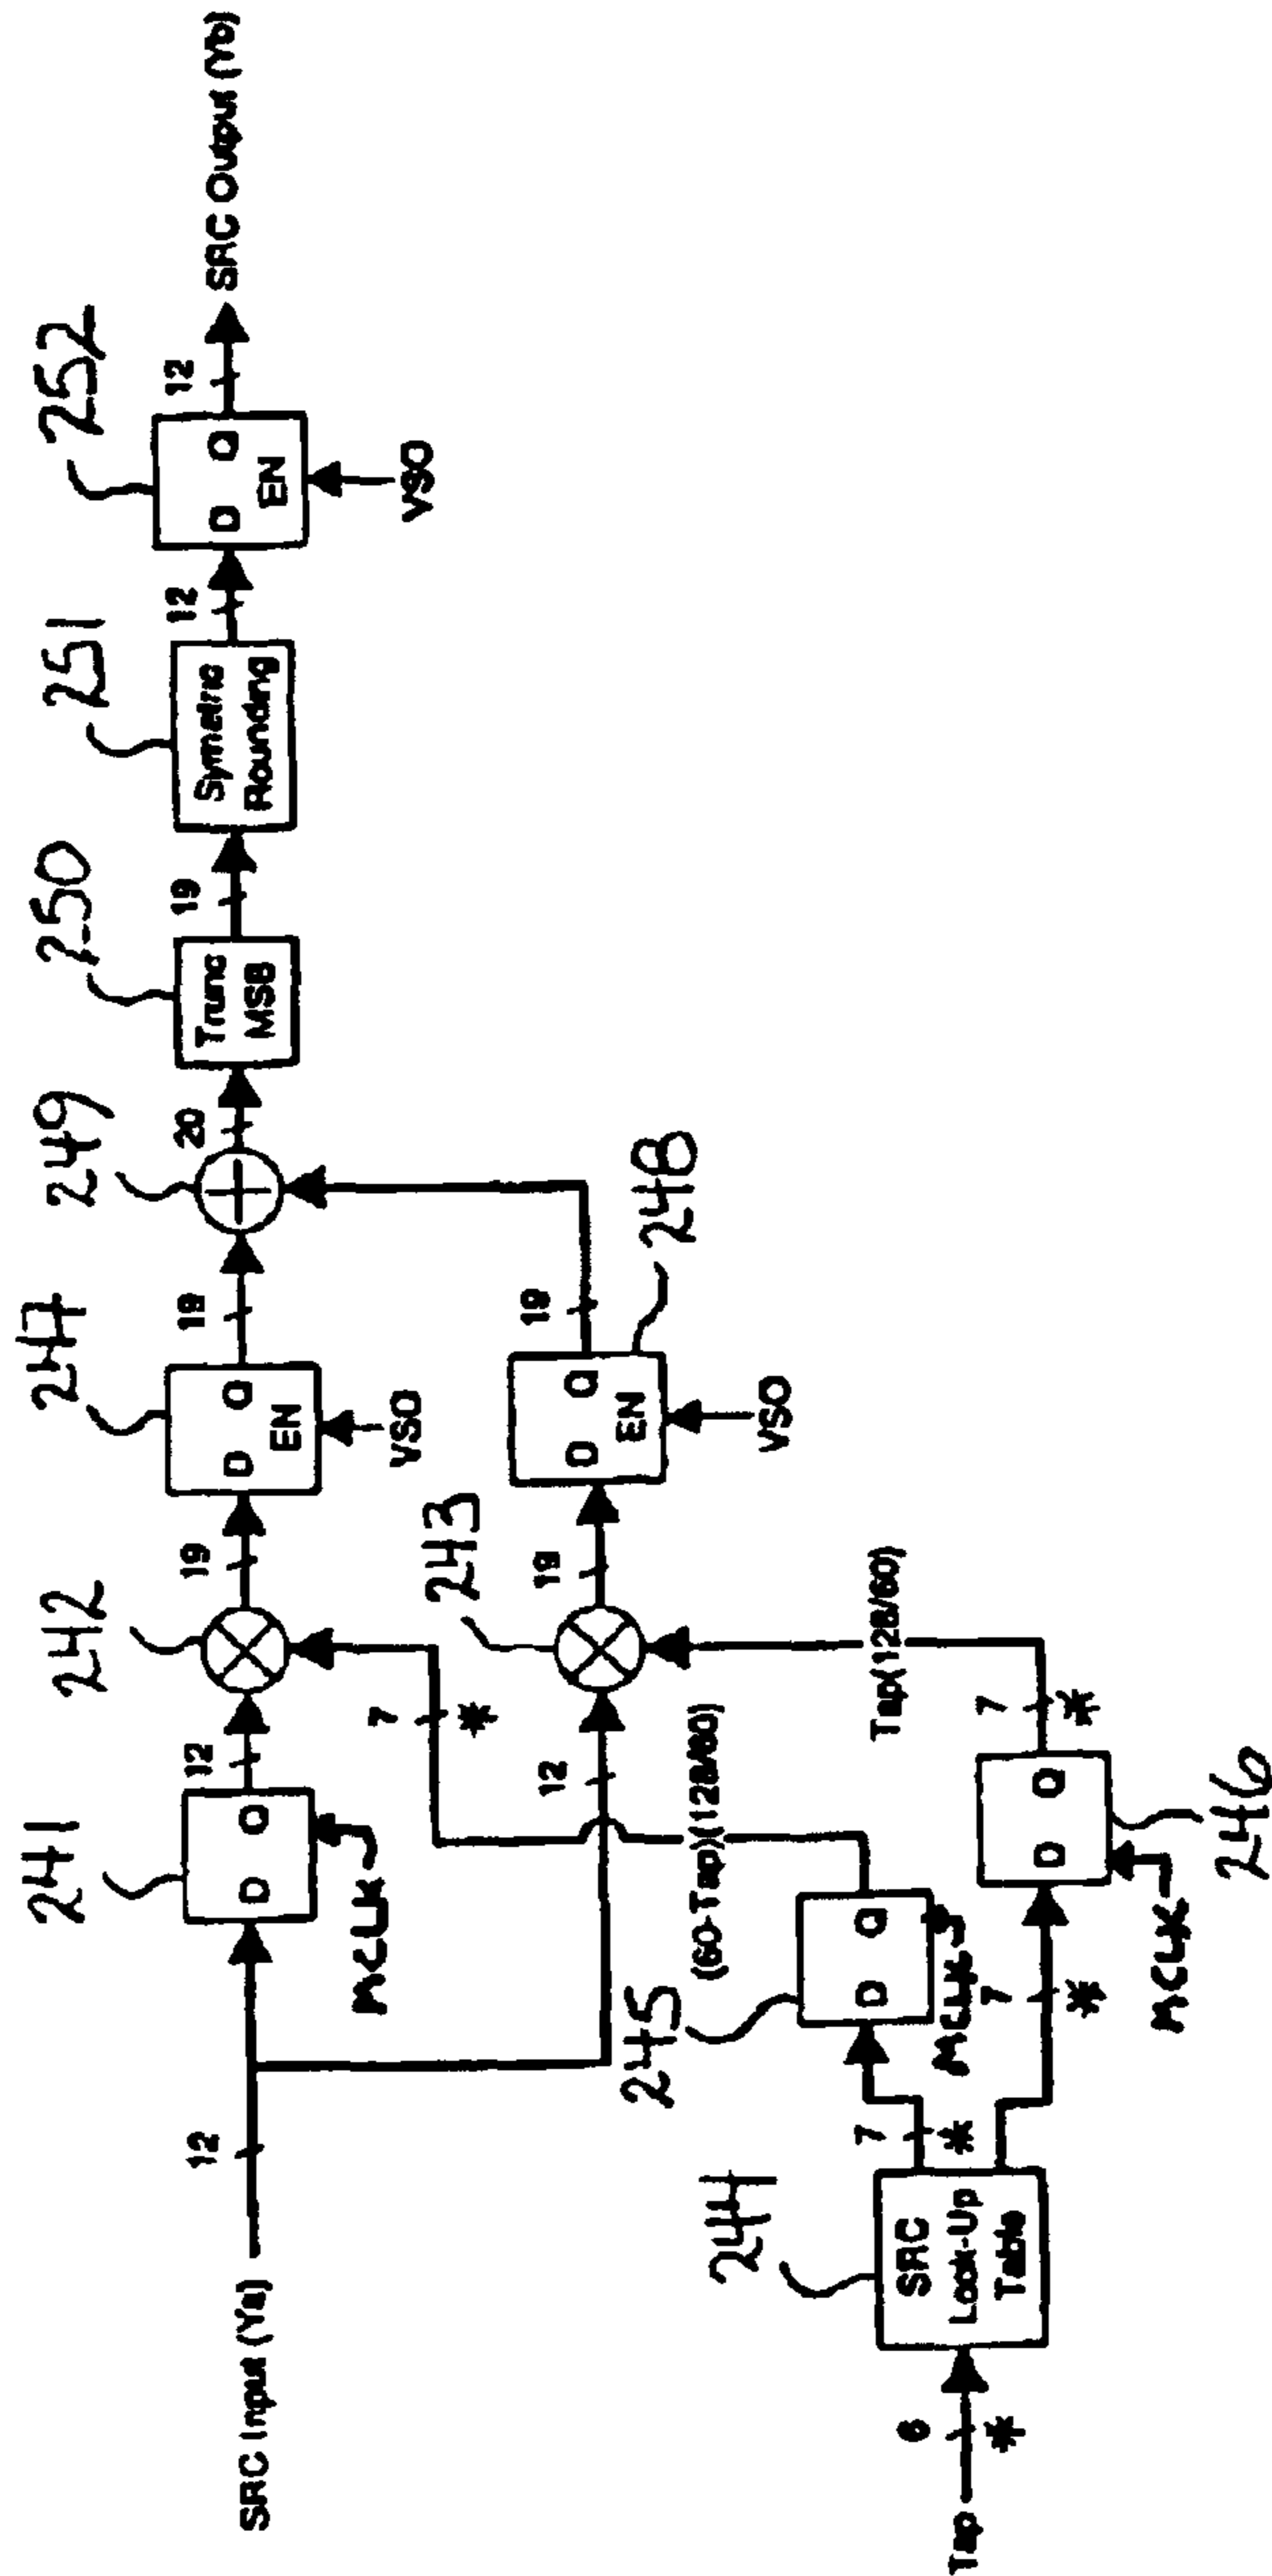 241
242
247
249
250
251
252
SRC Input (Ya)
12
D Q
MCLK
12
19
D Q
EN
VSO
19
20
Trunc
MSB
19
Symetric
Rounding
12
D Q
EN
VSO
12
SRC Output (Yb)
7
*
12
243
19
D Q
EN
VSO
19
248
(60-Tap)(128/60)
Tap(128/60)
Tap
6
*
244
SRC
Look-Up
Table
7
*
245
D Q
MCLK
7
*
D Q
MCLK
246
7
*